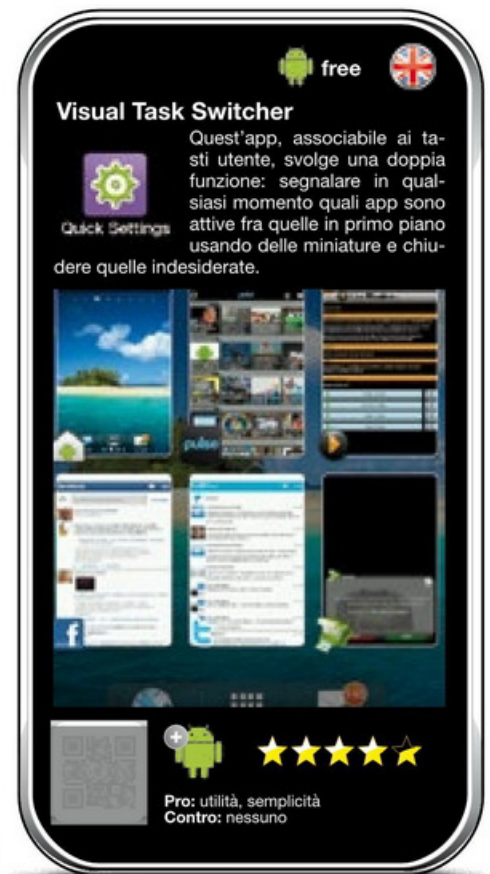 free
Visual Task Switcher
Quest'app, associabile ai ta-
sti utente, svolge una doppia
funzione: segnalare in qual-
siasi momento quali app sono
attive fra quelle in primo piano
usando delle miniature e chiu-
dere quelle indesiderate.
Quick Settings
pulse
Pro: utilità, semplicità
Contro: nessuno